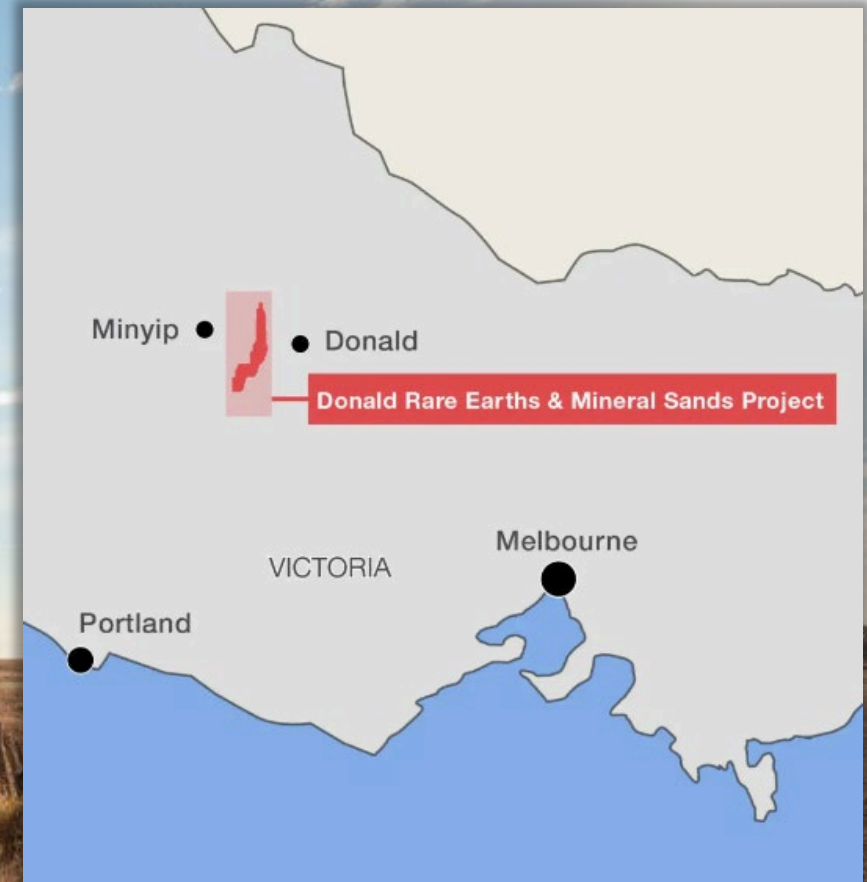 Minyip
Donald
Donald Rare Earths & Mineral Sands Project
Melbourne
VICTORIA
Portland